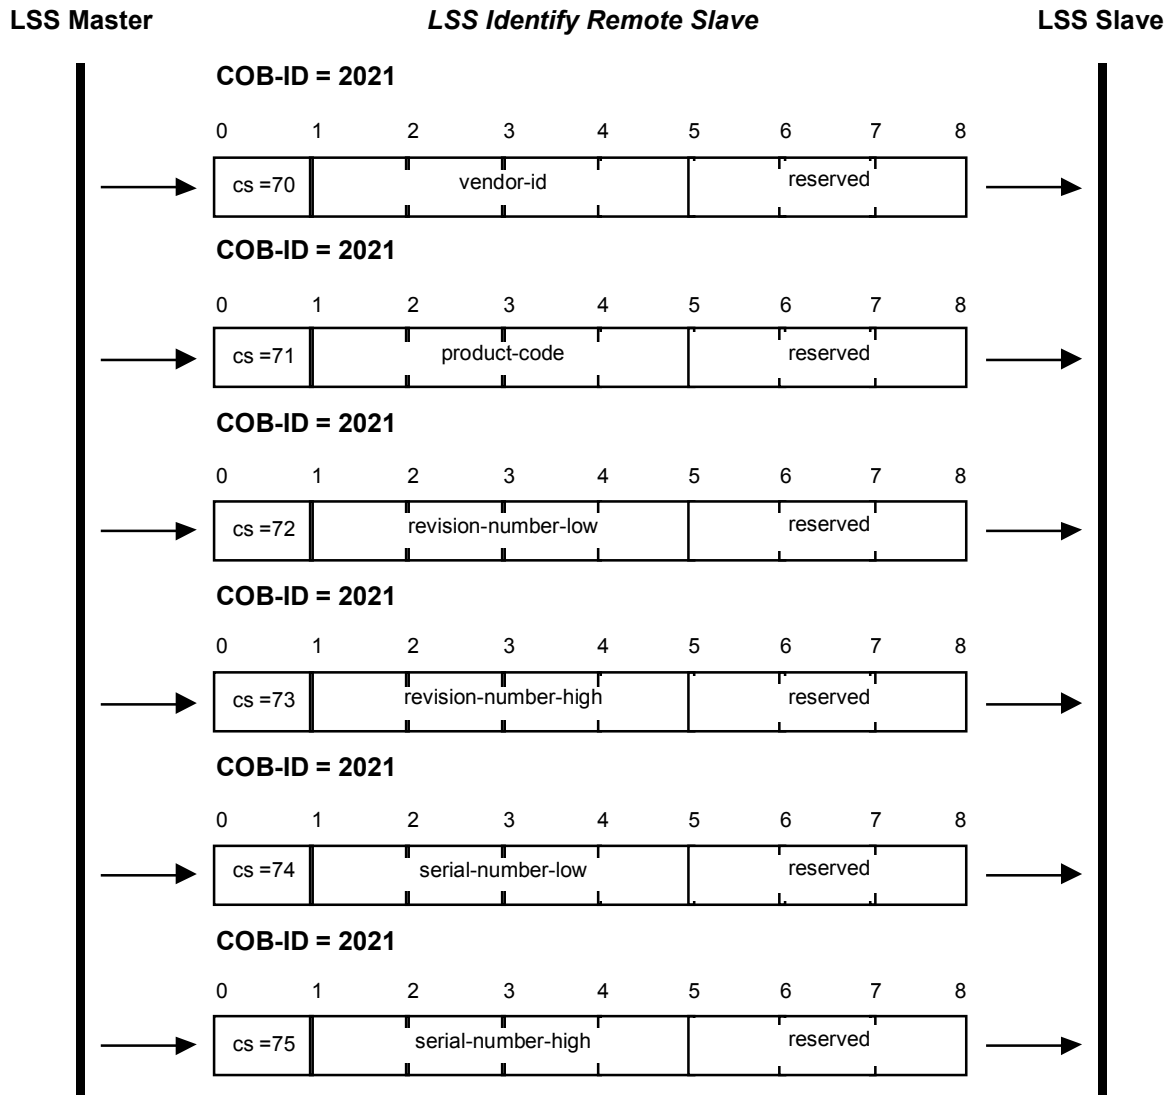 LSS Master LSS Identify Remote Slave LSS Slave
COB-ID = 2021
0 1 2 3 4 5 6 7 8
cs =70 vendor-id reserved
COB-ID = 2021
0 1 2 3 4 5 6 7 8
cs =71 product-code reserved
COB-ID = 2021
0 1 2 3 4 5 6 7 8
cs =72 revision-number-low reserved
COB-ID = 2021
0 1 2 3 4 5 6 7 8
cs =73 revision-number-high reserved
COB-ID = 2021
0 1 2 3 4 5 6 7 8
cs =74 serial-number-low reserved
COB-ID = 2021
0 1 2 3 4 5 6 7 8
cs =75 serial-number-high reserved